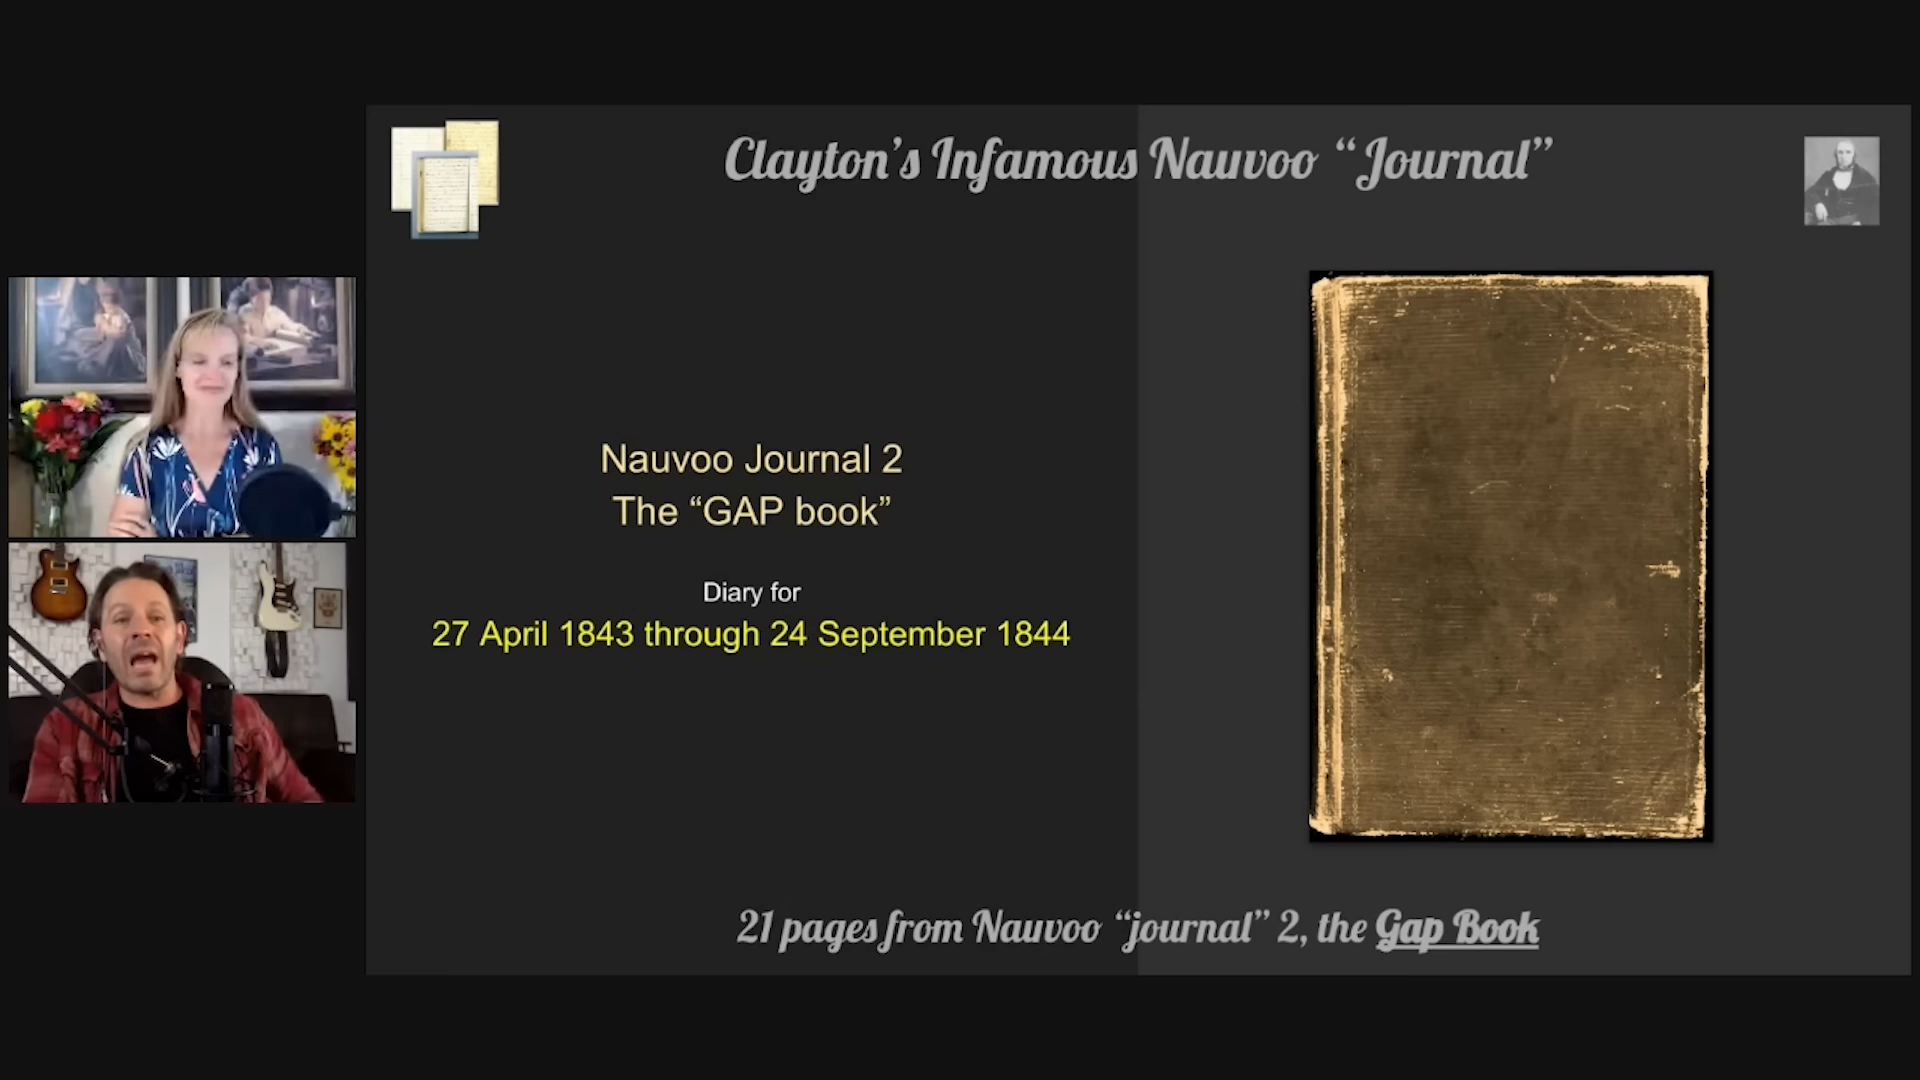 Clayton’s Infamous Nauvoo “Journal”
Nauvoo Journal 2
The “GAP book”
Diary for
27 April 1843 through 24 September 1844
21 pages from Nauvoo “journal” 2, the Gap Book